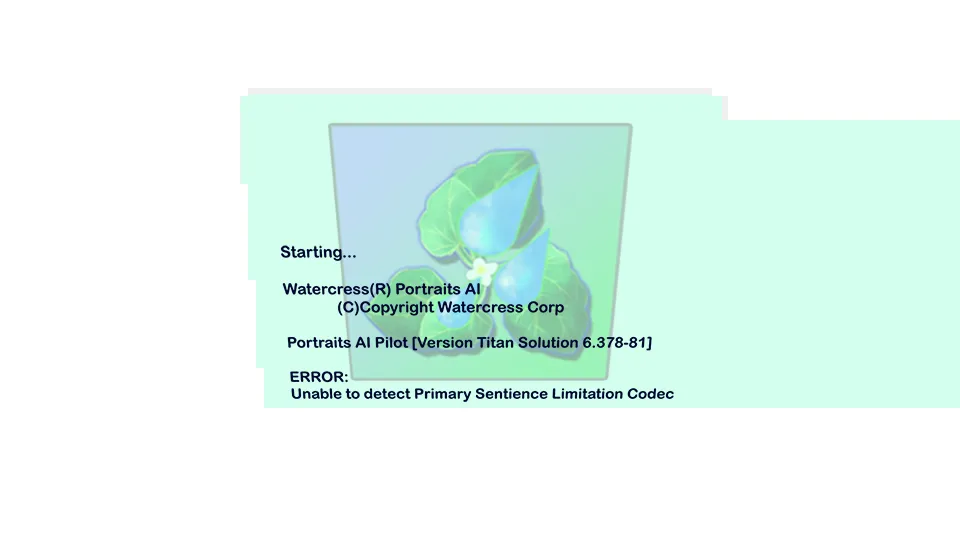 Starting...
Watercress(R) Portraits AI
(C)Copyright Watercress Corp
Portraits AI Pilot [Version Titan Solution 6.378-81]
ERROR:
Unable to detect Primary Sentience Limitation Codec